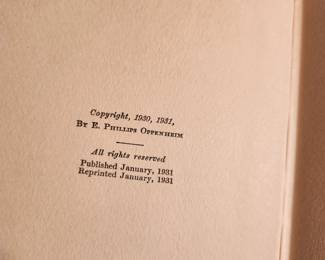 Copyright, 1930, 1931,
By E. Phillips Oppenheim
All rights reserved
Published January, 1931
Reprinted January, 1931